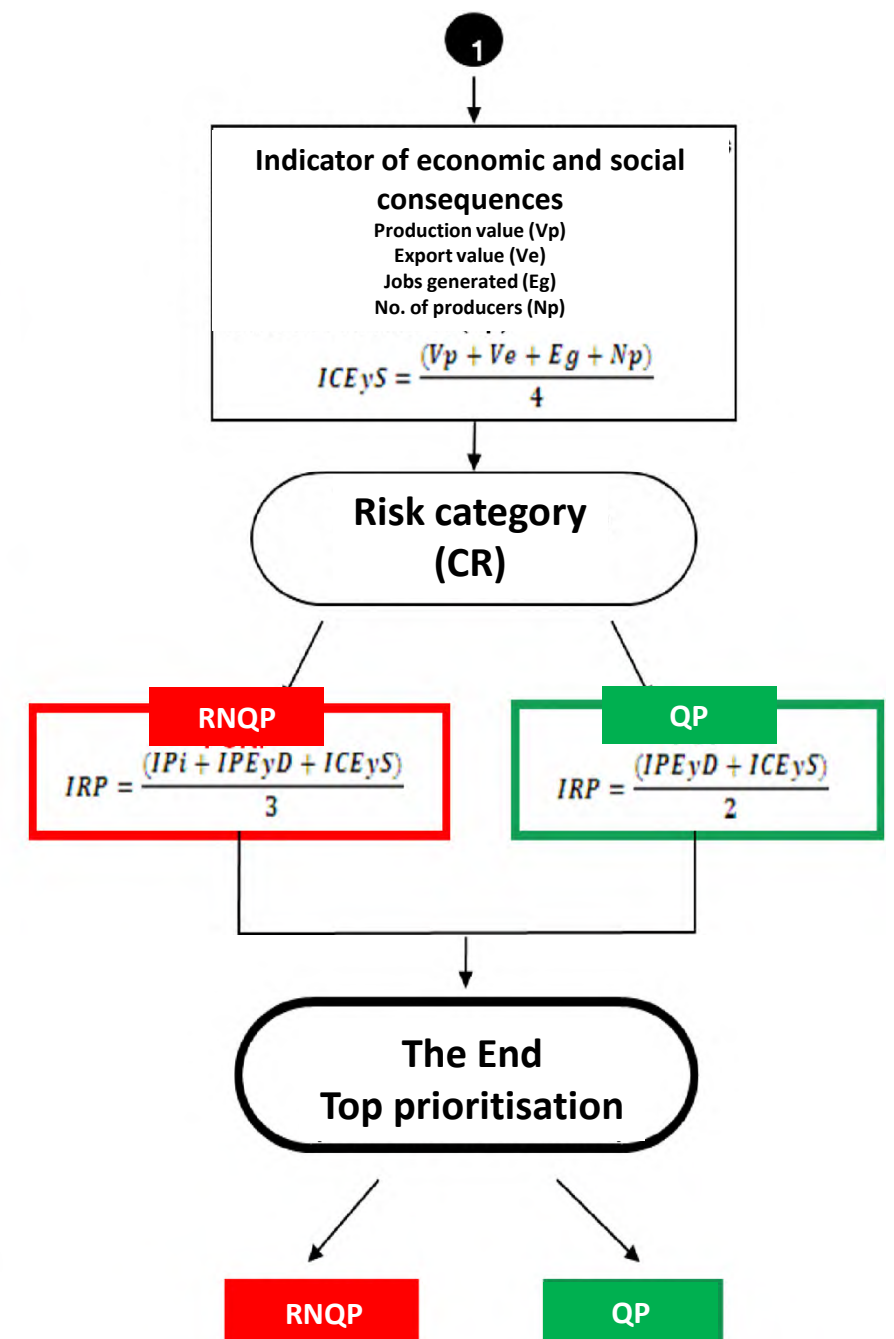 1
Indicator of economic and social
consequences
Production value (Vp)
Export value (Ve)
Jobs generated (Eg)
No. of producers (Np)
ICEyS = (Vp + Ve + Eg + Np) / 4
Risk category
(CR)
RNQP
IRP = (IPi + IPEyD + ICEyS) / 3
QP
IRP = (IPEyD + ICEyS) / 2
The End
Top prioritisation
RNQP
QP